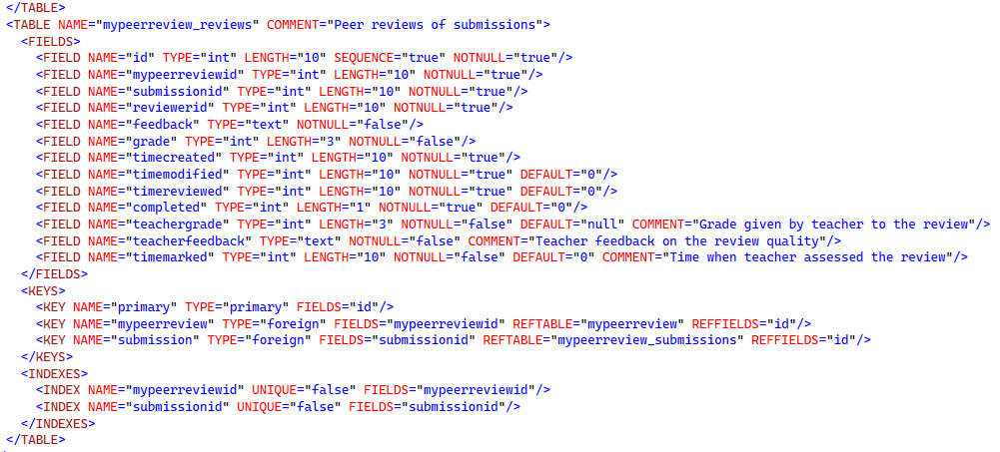 </TABLE>
<TABLE NAME="mypeerreview_reviews" COMMENT="Peer reviews of submissions">
<FIELDS>
<FIELD NAME="id" TYPE="int" LENGTH="10" SEQUENCE="true" NOTNULL="true"/>
<FIELD NAME="mypeerreviewid" TYPE="int" LENGTH="10" NOTNULL="true"/>
<FIELD NAME="submissionid" TYPE="int" LENGTH="10" NOTNULL="true"/>
<FIELD NAME="reviewerid" TYPE="int" LENGTH="10" NOTNULL="true"/>
<FIELD NAME="feedback" TYPE="text" NOTNULL="false"/>
<FIELD NAME="grade" TYPE="int" LENGTH="3" NOTNULL="false"/>
<FIELD NAME="timecreated" TYPE="int" LENGTH="10" NOTNULL="true"/>
<FIELD NAME="timemodified" TYPE="int" LENGTH="10" NOTNULL="true" DEFAULT="0"/>
<FIELD NAME="timereviewed" TYPE="int" LENGTH="10" NOTNULL="true" DEFAULT="0"/>
<FIELD NAME="completed" TYPE="int" LENGTH="1" NOTNULL="true" DEFAULT="0"/>
<FIELD NAME="teachergrade" TYPE="int" LENGTH="3" NOTNULL="false" DEFAULT="null" COMMENT="Grade given by teacher to the review"/>
<FIELD NAME="teacherfeedback" TYPE="text" NOTNULL="false" COMMENT="Teacher feedback on the review quality"/>
<FIELD NAME="timemarked" TYPE="int" LENGTH="10" NOTNULL="false" DEFAULT="0" COMMENT="Time when teacher assessed the review"/>
</FIELDS>
<KEYS>
<KEY NAME="primary" TYPE="primary" FIELDS="id"/>
<KEY NAME="mypeerreview" TYPE="foreign" FIELDS="mypeerreviewid" REFTABLE="mypeerreview" REFFIELDS="id"/>
<KEY NAME="submission" TYPE="foreign" FIELDS="submissionid" REFTABLE="mypeerreview_submissions" REFFIELDS="id"/>
</KEYS>
<INDEXES>
<INDEX NAME="mypeerreviewid" UNIQUE="false" FIELDS="mypeerreviewid"/>
<INDEX NAME="submissionid" UNIQUE="false" FIELDS="submissionid"/>
</INDEXES>
</TABLE>